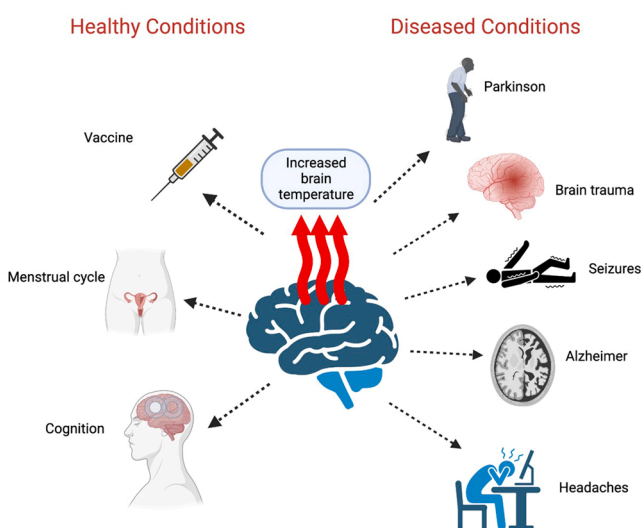 Healthy Conditions
Diseased Conditions
Parkinson
Vaccine
Increased
brain
temperature
Brain trauma
Menstrual cycle
Seizures
Alzheimer
Cognition
Headaches